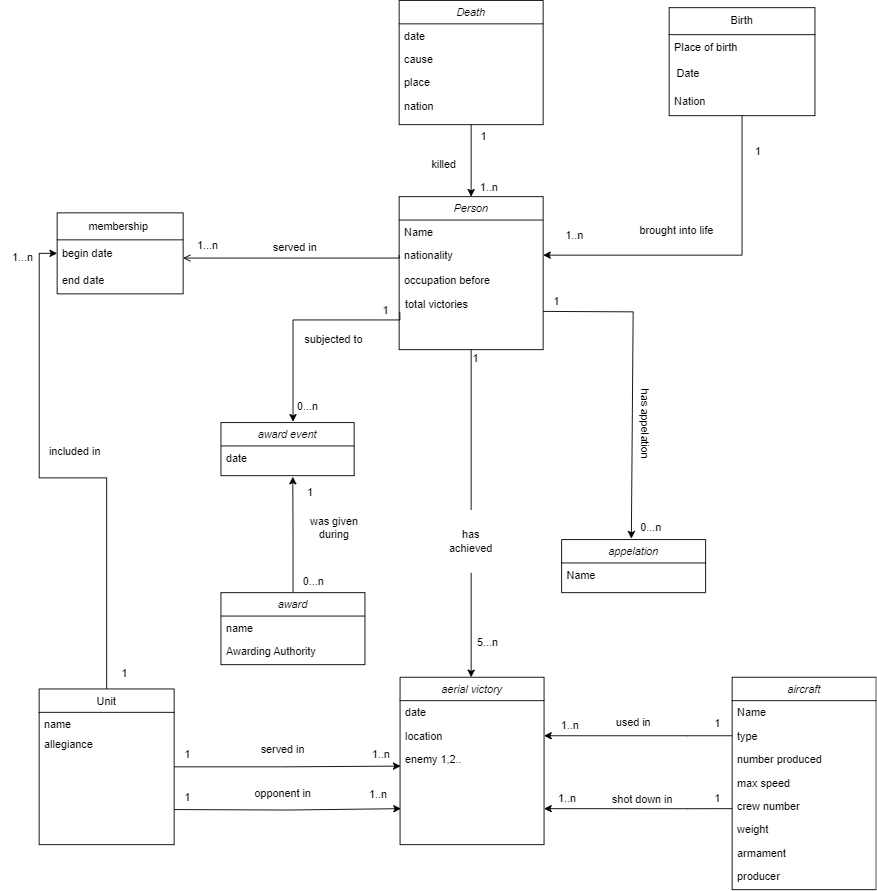 Death
date
cause
place
nation
Birth
Place of birth
Date
Nation
1
killed
1..n
1
brought into life
1..n
Person
Name
nationality
occupation before
total victories
membership
begin date
end date
1...n
1...n
served in
1
subjected to
0...n
1
has appelation
0...n
1
has
achieved
5...n
award event
date
1
was given
during
0...n
award
name
Awarding Authority
appelation
Name
included in
1
Unit
name
allegiance
1
served in
1..n
1
opponent in
1..n
aerial victory
date
location
enemy 1,2..
1..n
used in
1
1..n
shot down in
1
aircraft
Name
type
number produced
max speed
crew number
weight
armament
producer